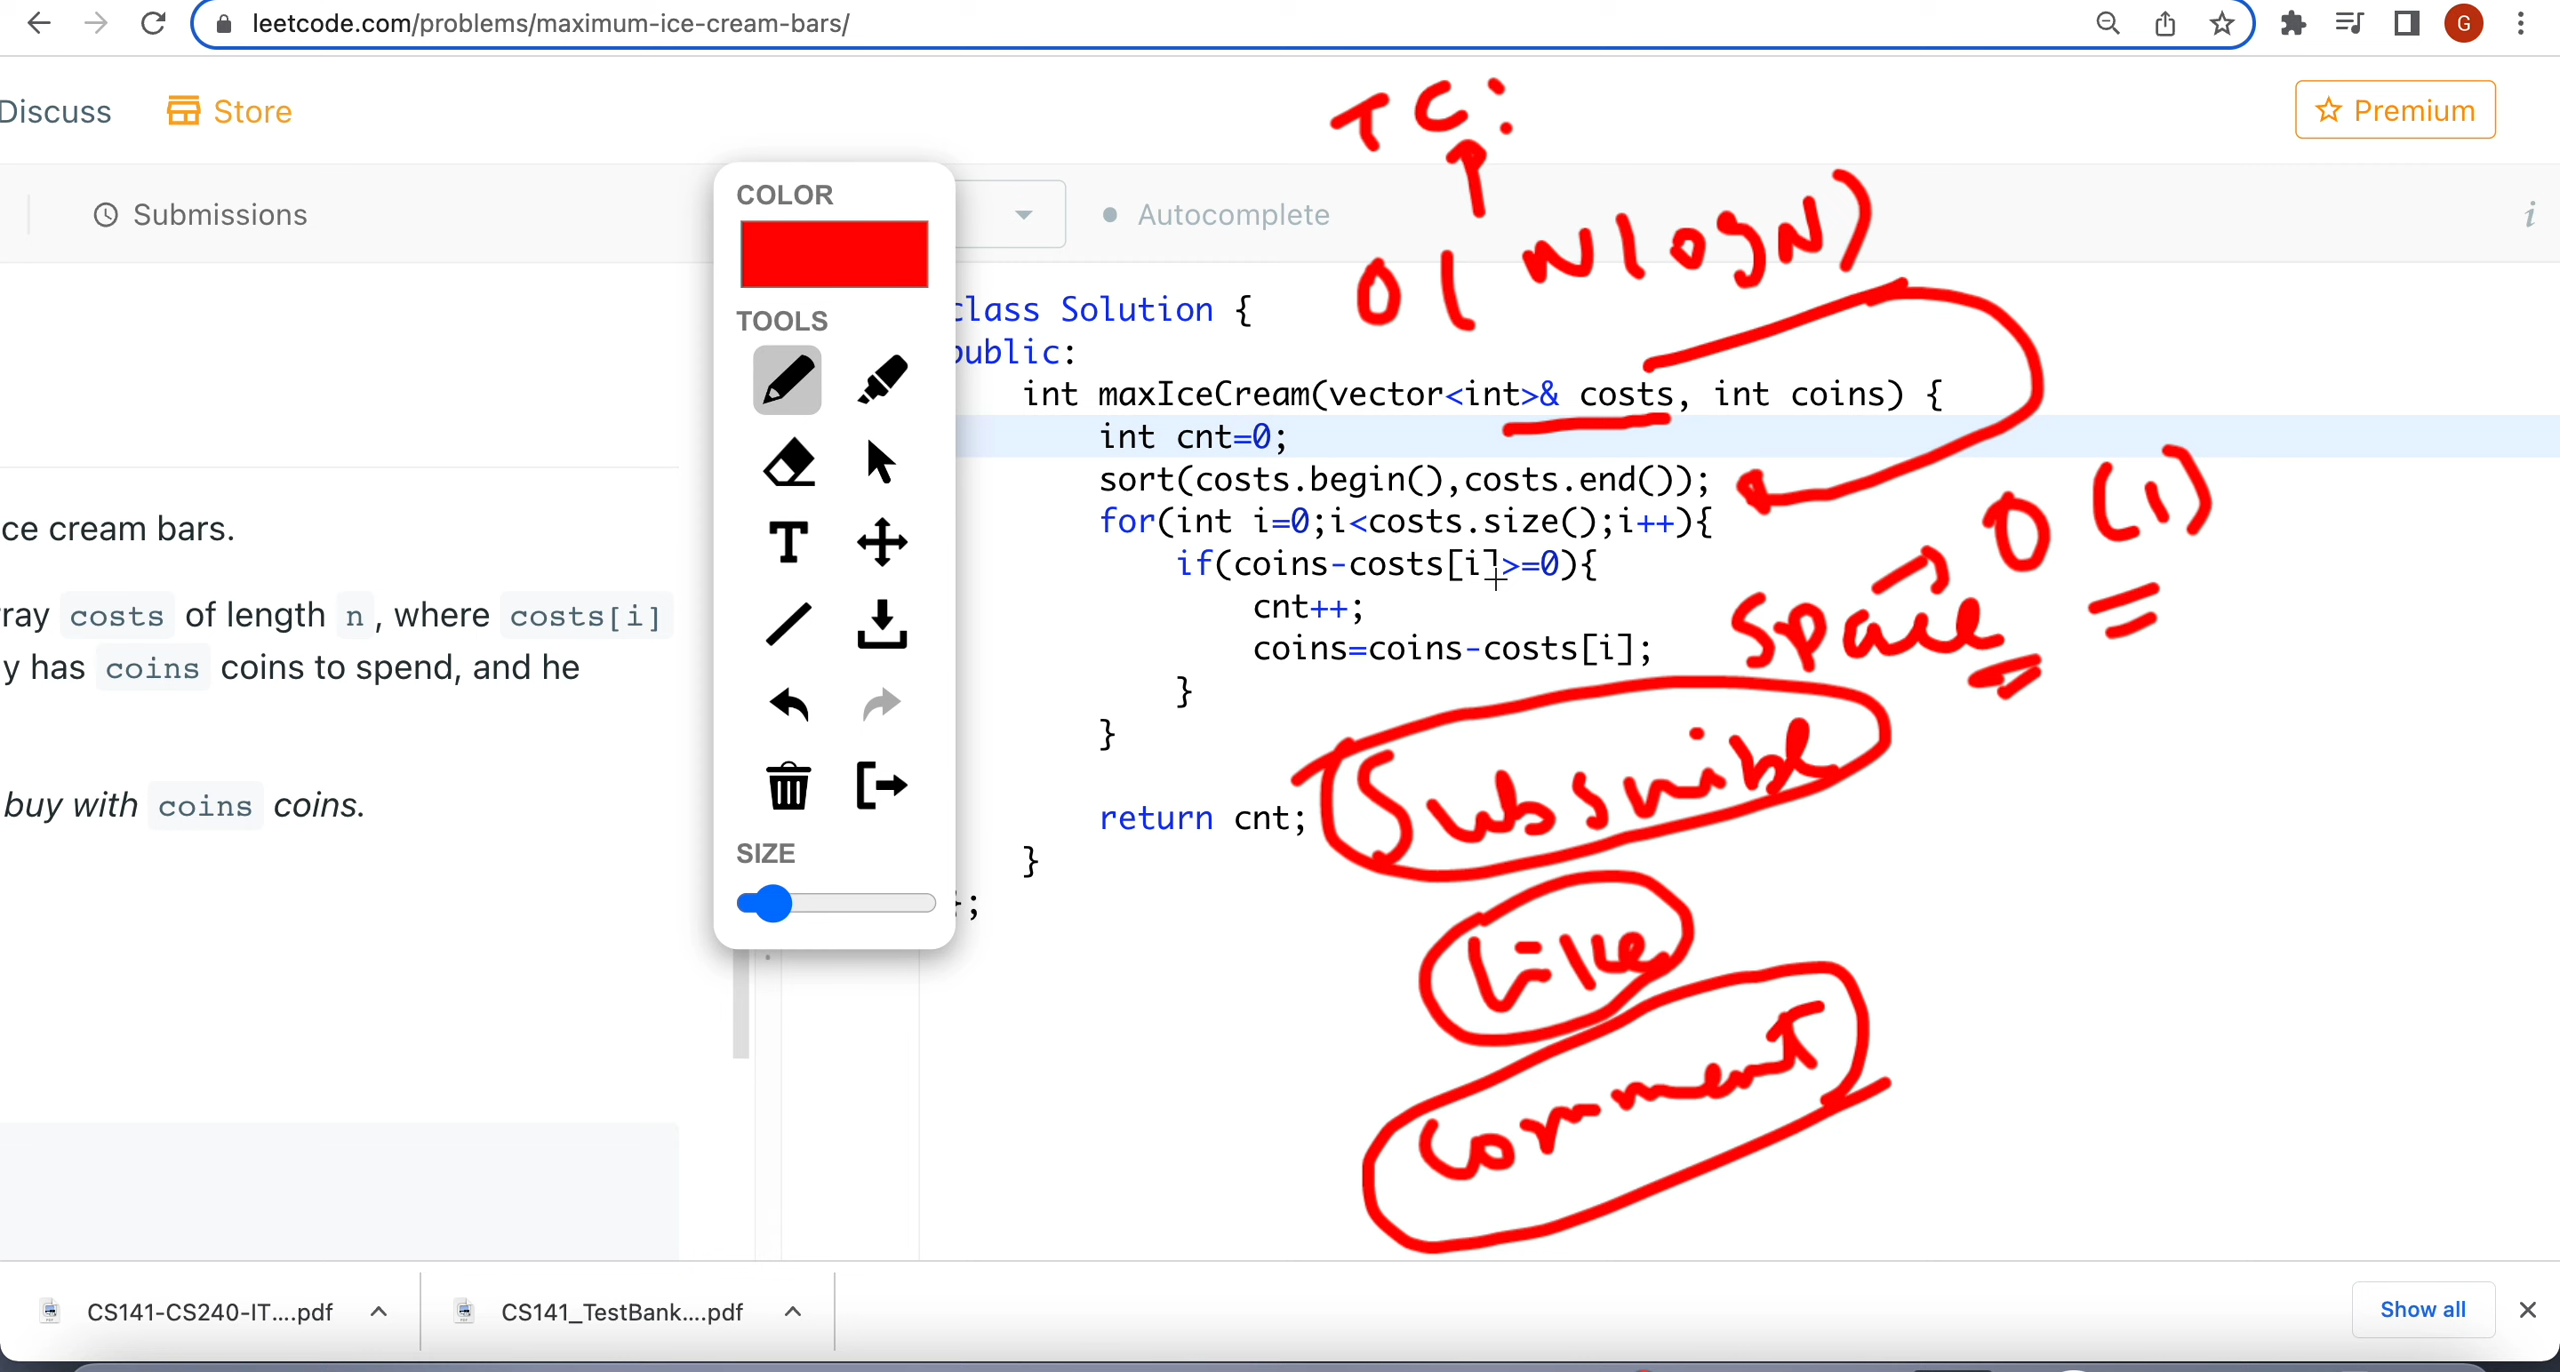 leetcode.com/problems/maximum-ice-cream-bars/
G
Discuss
Store
Premium
TC:
O(NlogN)
Submissions
Autocomplete
i
COLOR
TOOLS
T
SIZE
ce cream bars.
ray costs of length n, where costs[i]
y has coins coins to spend, and he
buy with coins coins.
class Solution {
public:
int maxIceCream(vector<int>& costs, int coins) {
int cnt=0;
sort(costs.begin(),costs.end());
for(int i=0;i<costs.size();i++){
if(coins-costs[i]>=0){
cnt++;
coins=coins-costs[i];
}
}
return cnt;
}
};
space → O(1)
Subscribe
Like
Comment
CS141-CS240-IT....pdf
CS141_TestBank....pdf
Show all